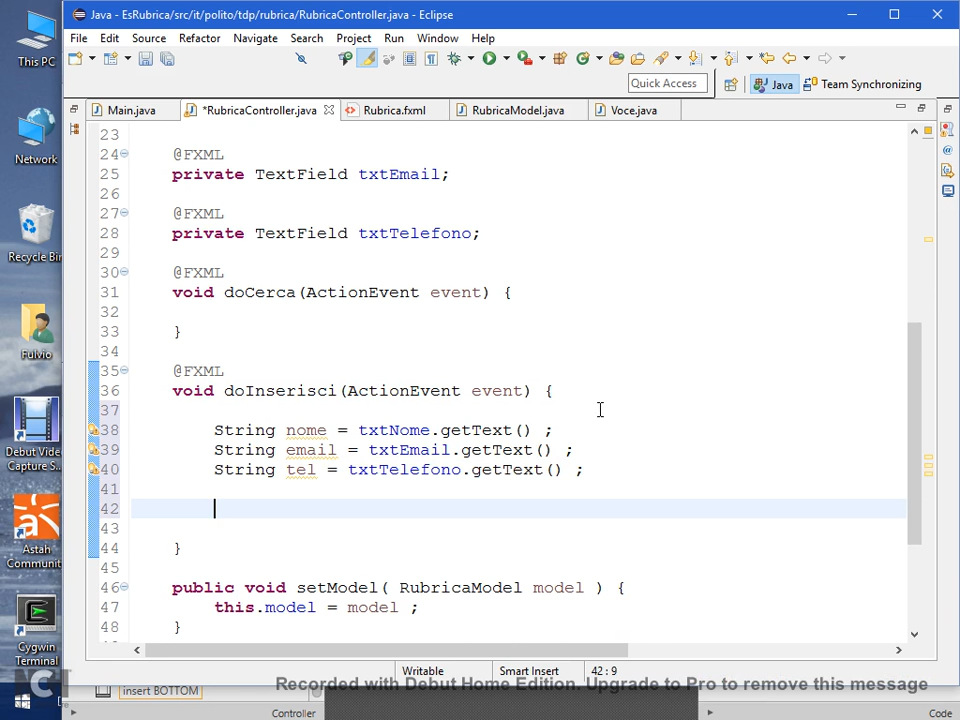 This PC
Network
Recycle Bin
Fulvio
Debut Video
Capture S...
Astah
Communit
Cygwin
Terminal
Java - EsRubrica/src/it/polito/tdp/rubrica/RubricaController.java - Eclipse
File Edit Source Refactor Navigate Search Project Run Window Help
Quick Access Java Team Synchronizing
Main.java *RubricaController.java Rubrica.fxml RubricaModel.java Voce.java
23
24 @FXML
25 private TextField txtEmail;
26
27 @FXML
28 private TextField txtTelefono;
29
30 @FXML
31 void doCerca(ActionEvent event) {
32
33 }
34
35 @FXML
36 void doInserisci(ActionEvent event) {
37
38 String nome = txtNome.getText() ;
39 String email = txtEmail.getText() ;
40 String tel = txtTelefono.getText() ;
41
42
43
44 }
45
46 public void setModel( RubricaModel model ) {
47 this.model = model ;
48 }
Writable Smart Insert 42 : 9
insert BOTTOM
Recorded with Debut Home Edition. Upgrade to Pro to remove this message
Controller Code